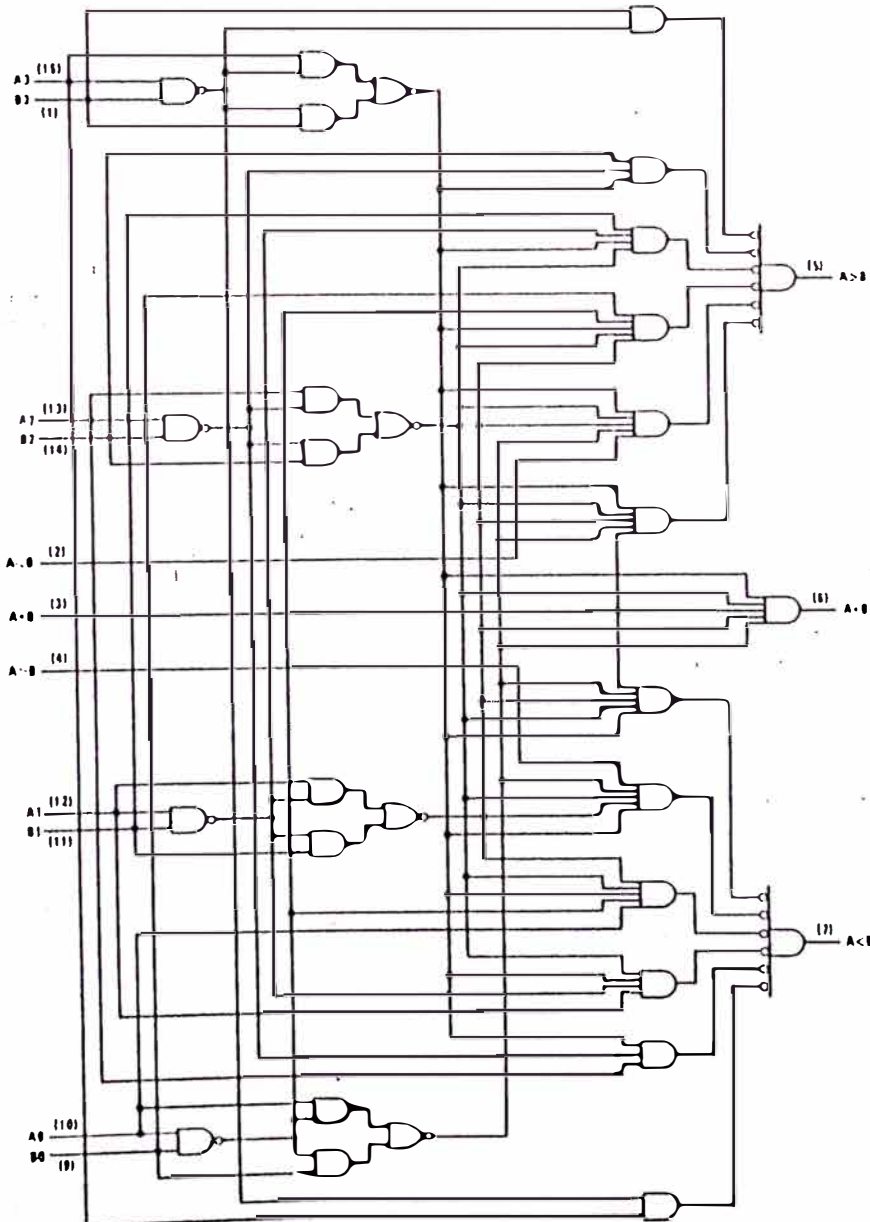 A3 (15)
B3
(1)
(5) A>B
A2 (13)
B2
(14)
(2)
(3)
(6)
(4)
A1 (12)
B1
(11)
(7) A<B
A0 (10)
B0
(9)